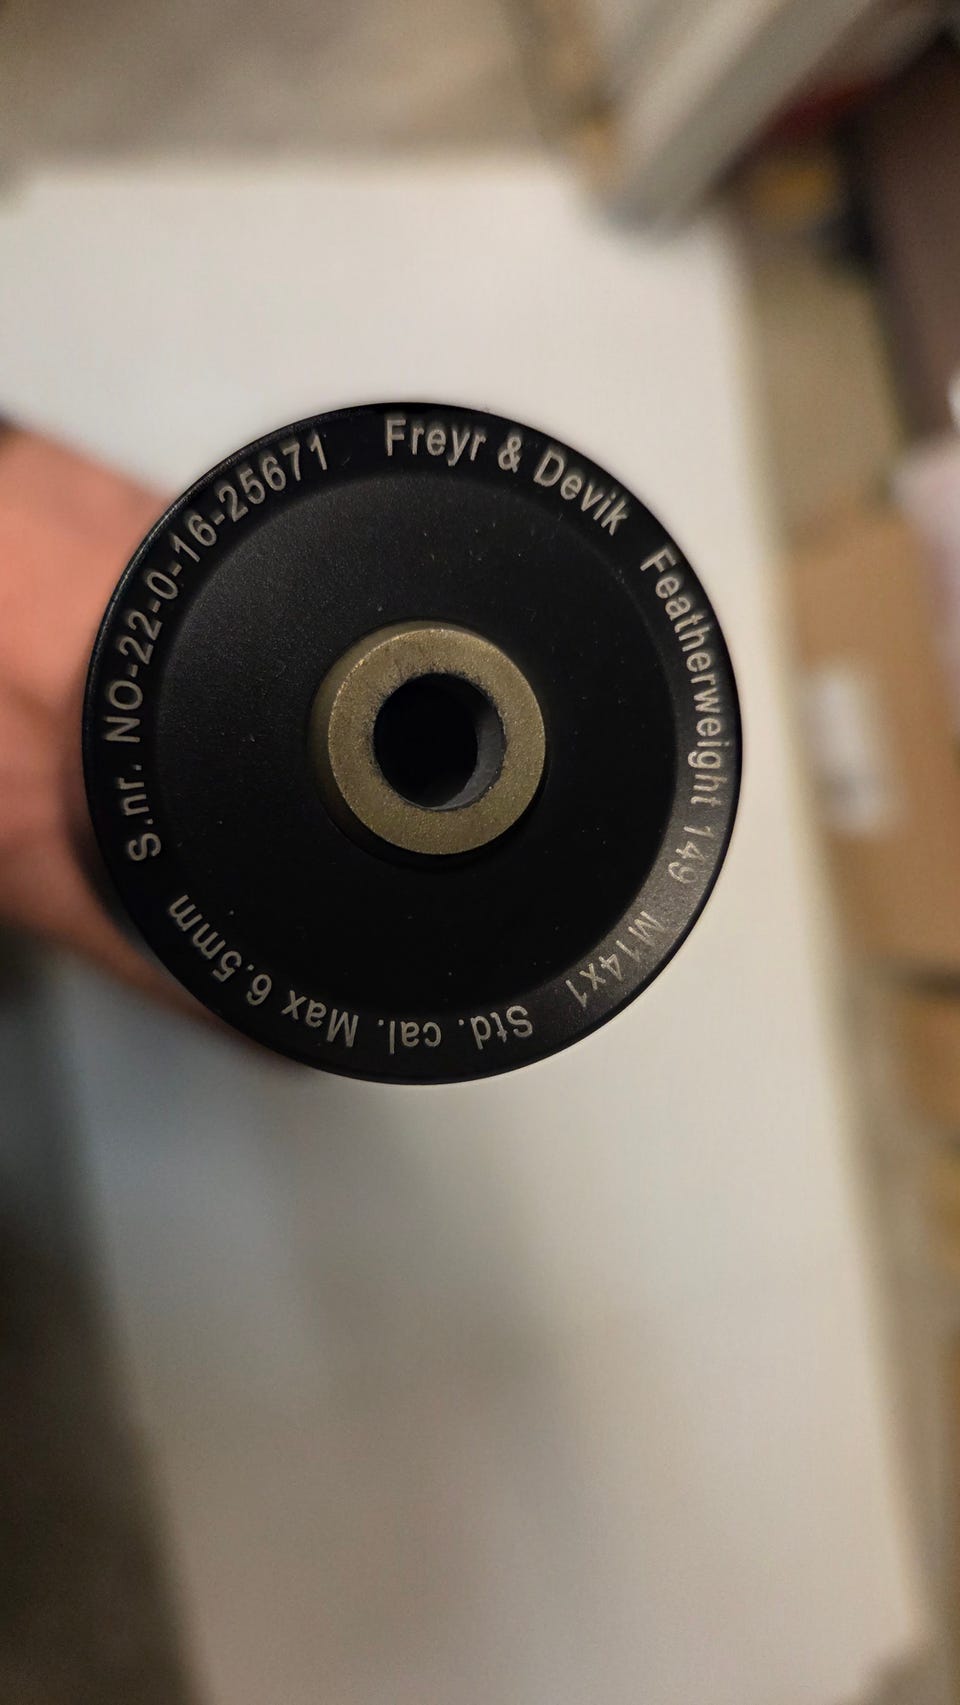 Freyr & Devik
Featherweight 149
M14x1
Std. cal. Max 6.5mm
S.nr. NO-22-0-16-25671